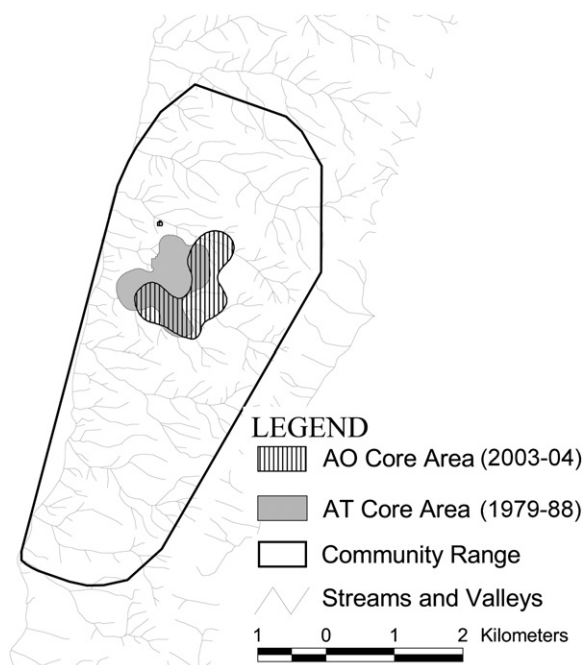 LEGEND
AO Core Area (2003-04)
AT Core Area (1979-88)
Community Range
Streams and Valleys
1 0 1 2 Kilometers